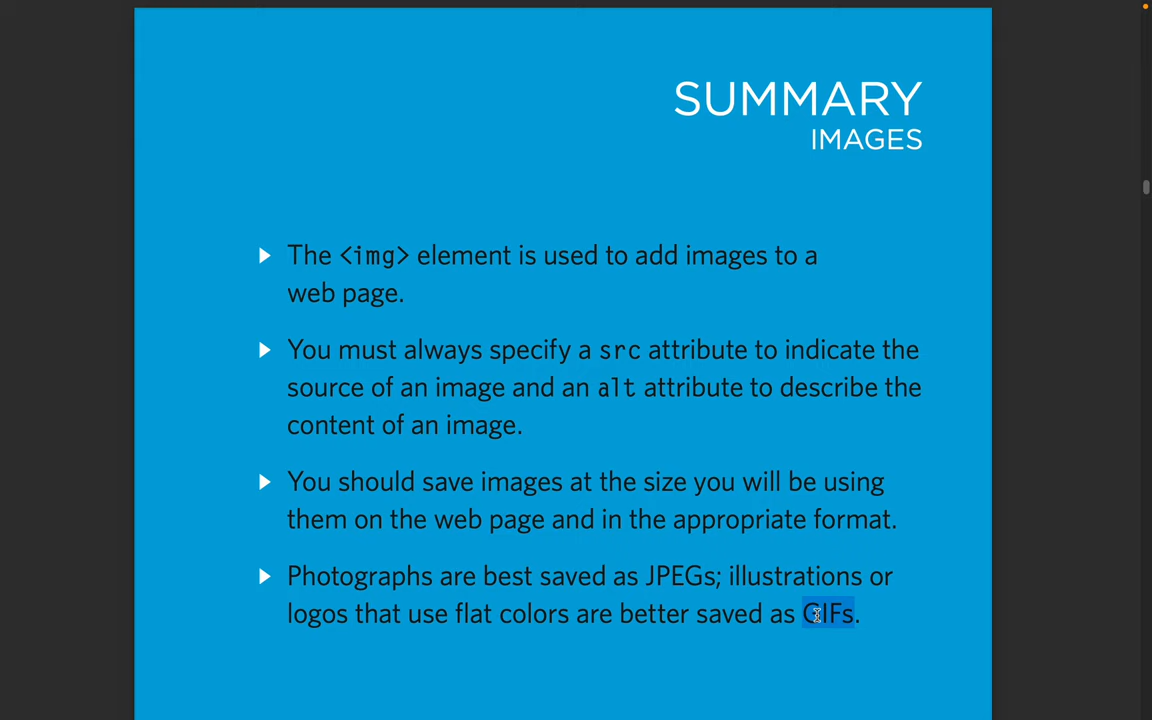 SUMMARY
IMAGES
The <img> element is used to add images to a
web page.
You must always specify a src attribute to indicate the
source of an image and an alt attribute to describe the
content of an image.
You should save images at the size you will be using
them on the web page and in the appropriate format.
Photographs are best saved as JPEGs; illustrations or
logos that use flat colors are better saved as GIFs.